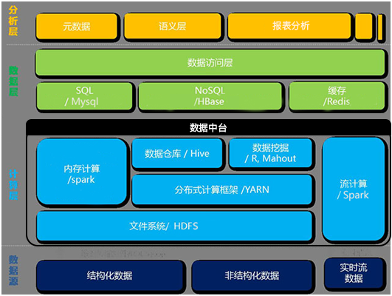 分析层
元数据
语义层
报表分析
数据层
数据访问层
SQL
/ Mysql
NoSQL
/HBase
缓存
/Redis
数据中台
计算层
内存计算
/spark
数据仓库 / Hive
数据挖掘
/ R, Mahout
分布式计算框架 /YARN
文件系统/ HDFS
流计算
/ Spark
数据源
结构化数据
非结构化数据
实时流
数据